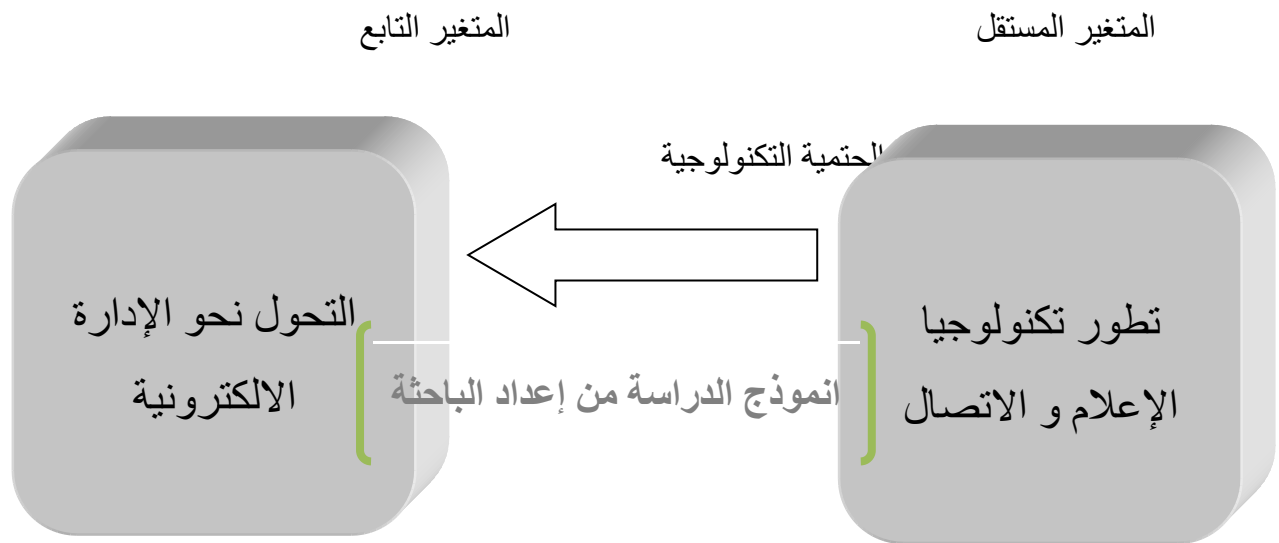 المتغير المستقل
المتغير التابع
الحتمية التكنولوجية
تطور تكنولوجيا
الإعلام و الاتصال
التحول نحو الإدارة
الالكترونية
انموذج الدراسة من إعداد الباحثة